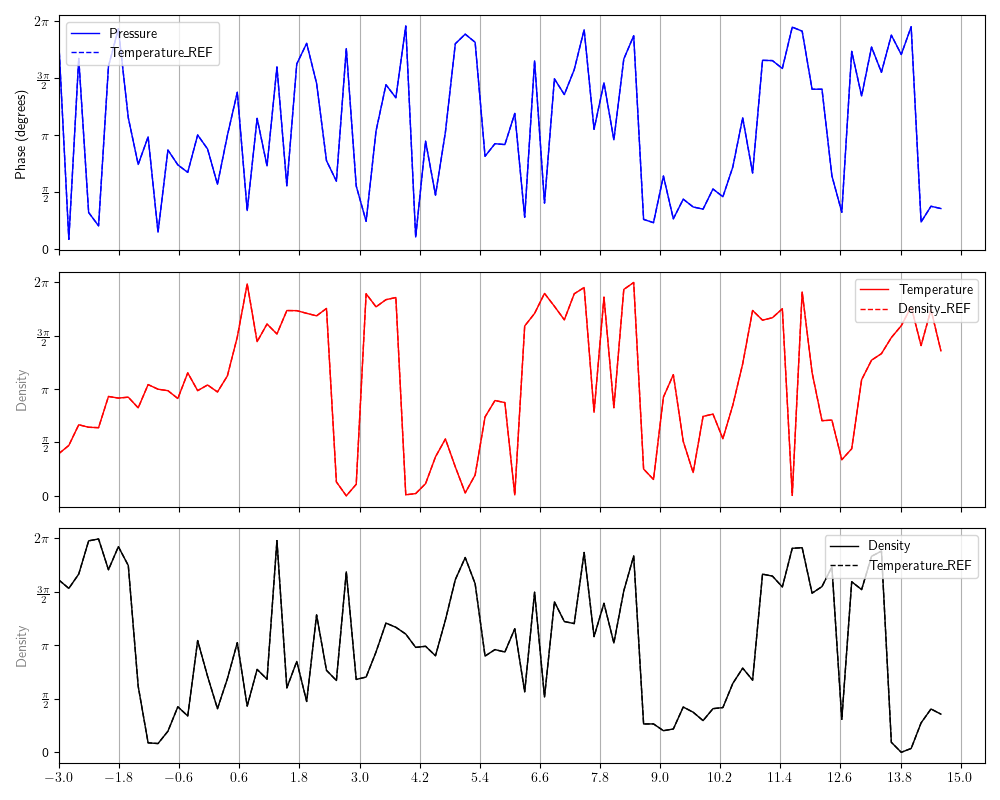 2π
3π/2
π
π/2
0
Phase (degrees)
Pressure
Temperature_REF
2π
3π/2
π
π/2
0
Density
Temperature
Density_REF
2π
3π/2
π
π/2
0
Density
Density
Temperature_REF
−3.0 −1.8 −0.6 0.6 1.8 3.0 4.2 5.4 6.6 7.8 9.0 10.2 11.4 12.6 13.8 15.0